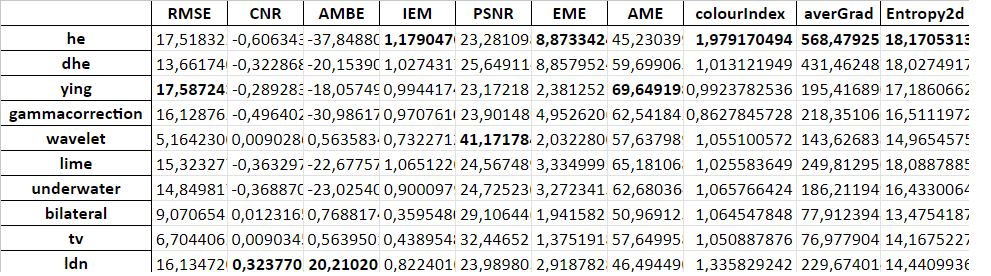 RMSE CNR AMBE IEM PSNR EME AME colourIndex averGrad Entropy2d
he 17,51832 -0,606343 -37,84880 1,179047 23,28109 8,873342 45,23039 1,979170494 568,47925 18,1705313
dhe 13,66174 -0,322868 -20,15390 1,027431 25,64911 8,857952 59,69906 1,013121949 431,46248 18,0274917
ying 17,58724 -0,289283 -18,05749 0,994417 23,17218 2,381252 69,64919 0,9923782536 195,41689 17,1860662
gammacorrection 16,12876 -0,496402 -30,98617 0,970761 23,90148 4,952620 62,54184 0,8627845728 218,35106 16,5111972
wavelet 5,164230 0,009028 0,563583 0,732271 41,17178 2,032280 57,63798 1,055100572 143,62683 14,9654575
lime 15,32327 -0,363297 -22,67757 1,065122 24,56748 3,334999 65,18106 1,025583649 249,81295 18,0887885
underwater 14,84981 -0,368870 -23,02540 0,900097 24,72523 3,272341 62,68036 1,065766424 186,21194 16,4330064
bilateral 9,070654 0,012316 0,768817 0,359548 29,10644 1,941582 50,96912 1,064547848 77,912394 13,4754187
tv 6,704406 0,009034 0,563950 0,438954 32,44652 1,375191 57,64995 1,050887876 76,977904 14,1675227
ldn 16,13472 0,323770 20,21020 0,822401 23,98980 2,918782 46,49449 1,335829242 229,67401 14,4409936